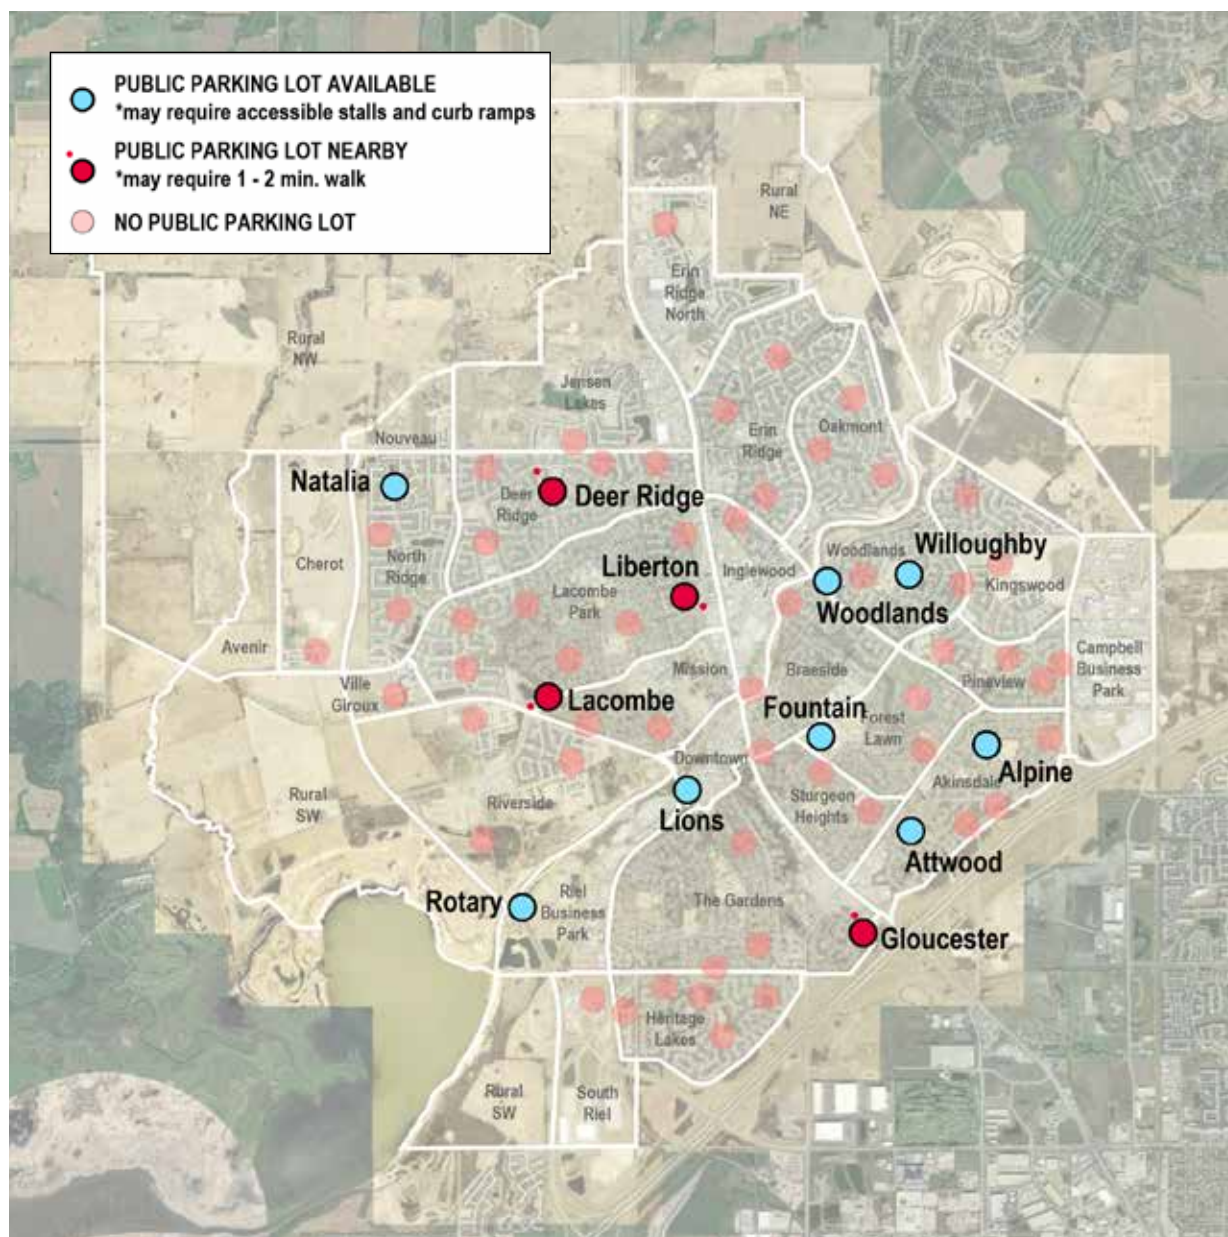 PUBLIC PARKING LOT AVAILABLE
*may require accessible stalls and curb ramps
PUBLIC PARKING LOT NEARBY
*may require 1 - 2 min. walk
NO PUBLIC PARKING LOT
Rural
NE
Erin
Ridge
North
Rural
NW
Jensen
Lakes
Nouveau
Erin
Ridge
Oakmont
Natalia
Deer
Ridge
Deer Ridge
Cherot
North
Ridge
Liberton
Lacombe
Park
Inglewood
Woodlands
Willoughby
Kingswood
Woodlands
Avenir
Ville
Giroux
Mission
Braeside
Pineview
Campbell
Business
Park
Lacombe
Fountain
Forest
Lawn
Downtown
Alpine
Akinsdale
Rural
SW
Riverside
Lions
Sturgeon
Heights
Attwood
Rotary
Riel
Business
Park
The Gardens
Gloucester
Heritage
Lakes
Rural
SW
South
Riel